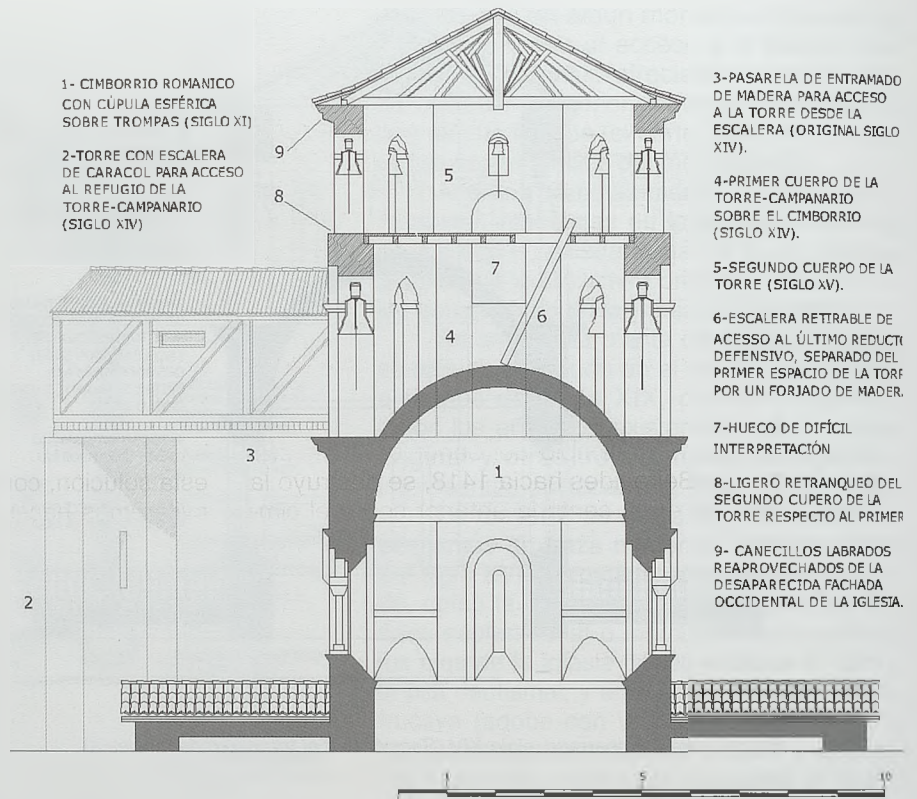 1- CIMBORRIO ROMANICO
CON CÚPULA ESFÉRICA
SOBRE TROMPAS (SIGLO XI)
2-TORRE CON ESCALERA
DE CARACOL PARA ACCESO
AL REFUGIO DE LA
TORRE-CAMPANARIO
(SIGLO XIV)
3-PASARELA DE ENTRAMADO
DE MADERA PARA ACCESO
A LA TORRE DESDE LA
ESCALERA (ORIGINAL SIGLO
XIV).
4-PRIMER CUERPO DE LA
TORRE-CAMPANARIO
SOBRE EL CIMBORRIO
(SIGLO XIV).
5-SEGUNDO CUERPO DE LA
TORRE (SIGLO XV).
6-ESCALERA RETIRABLE DE
ACESSO AL ÚLTIMO REDUCTO
DEFENSIVO, SEPARADO DEL
PRIMER ESPACIO DE LA TORR
POR UN FORJADO DE MADER.
7-HUECO DE DIFÍCIL
INTERPRETACIÓN
8-LIGERO RETRANQUEO DEL
SEGUNDO CUPERO DE LA
TORRE RESPECTO AL PRIMER
9- CANECILLOS LABRADOS
REAPROVECHADOS DE LA
DESAPARECIDA FACHADA
OCCIDENTAL DE LA IGLESIA.
9
5
8
7
6
4
3
1
2
1 5 10